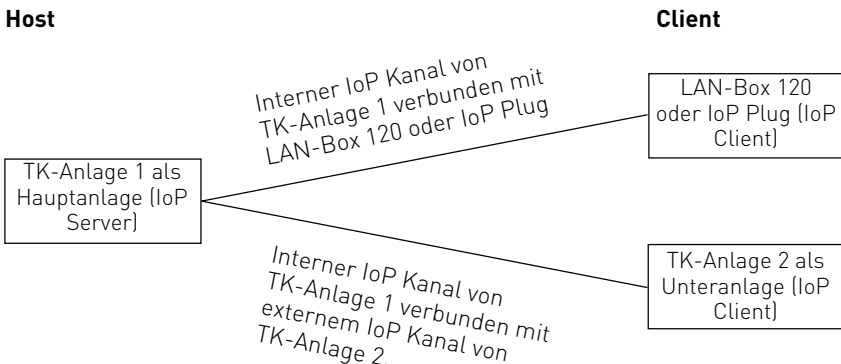 Host
Client
Interner IoP Kanal von
TK-Anlage 1 verbunden mit
LAN-Box 120 oder IoP Plug
LAN-Box 120
oder IoP Plug (IoP
Client)
TK-Anlage 1 als
Hauptanlage (IoP
Server)
Interner IoP Kanal von
TK-Anlage 1 verbunden mit
externem IoP Kanal von
TK-Anlage 2.
TK-Anlage 2 als
Unteranlage (IoP
Client)